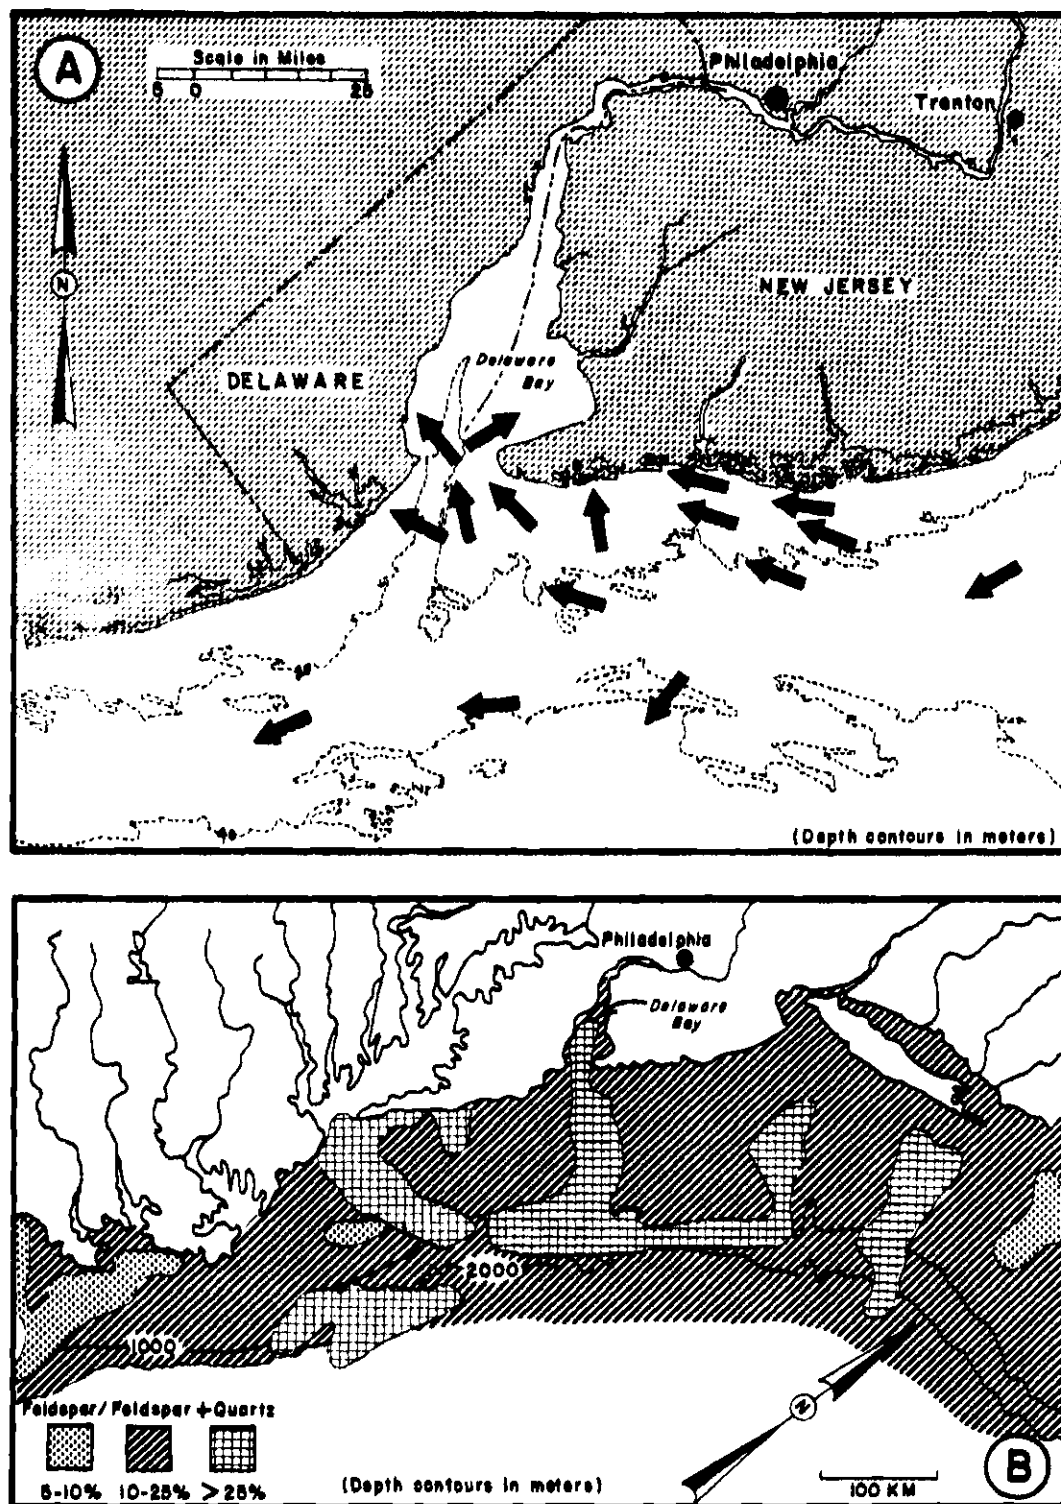 A
Scale in Miles
5 0 25
Philadelphia
Trenton
N
NEW JERSEY
Delaware
Bay
DELAWARE
40
(Depth contours in meters)
Philadelphia
Delaware
Bay
2000
1000
N
Feldspar/Feldspar +Quartz
5-10% 10-25% >25%
(Depth contours in meters)
100 KM
B